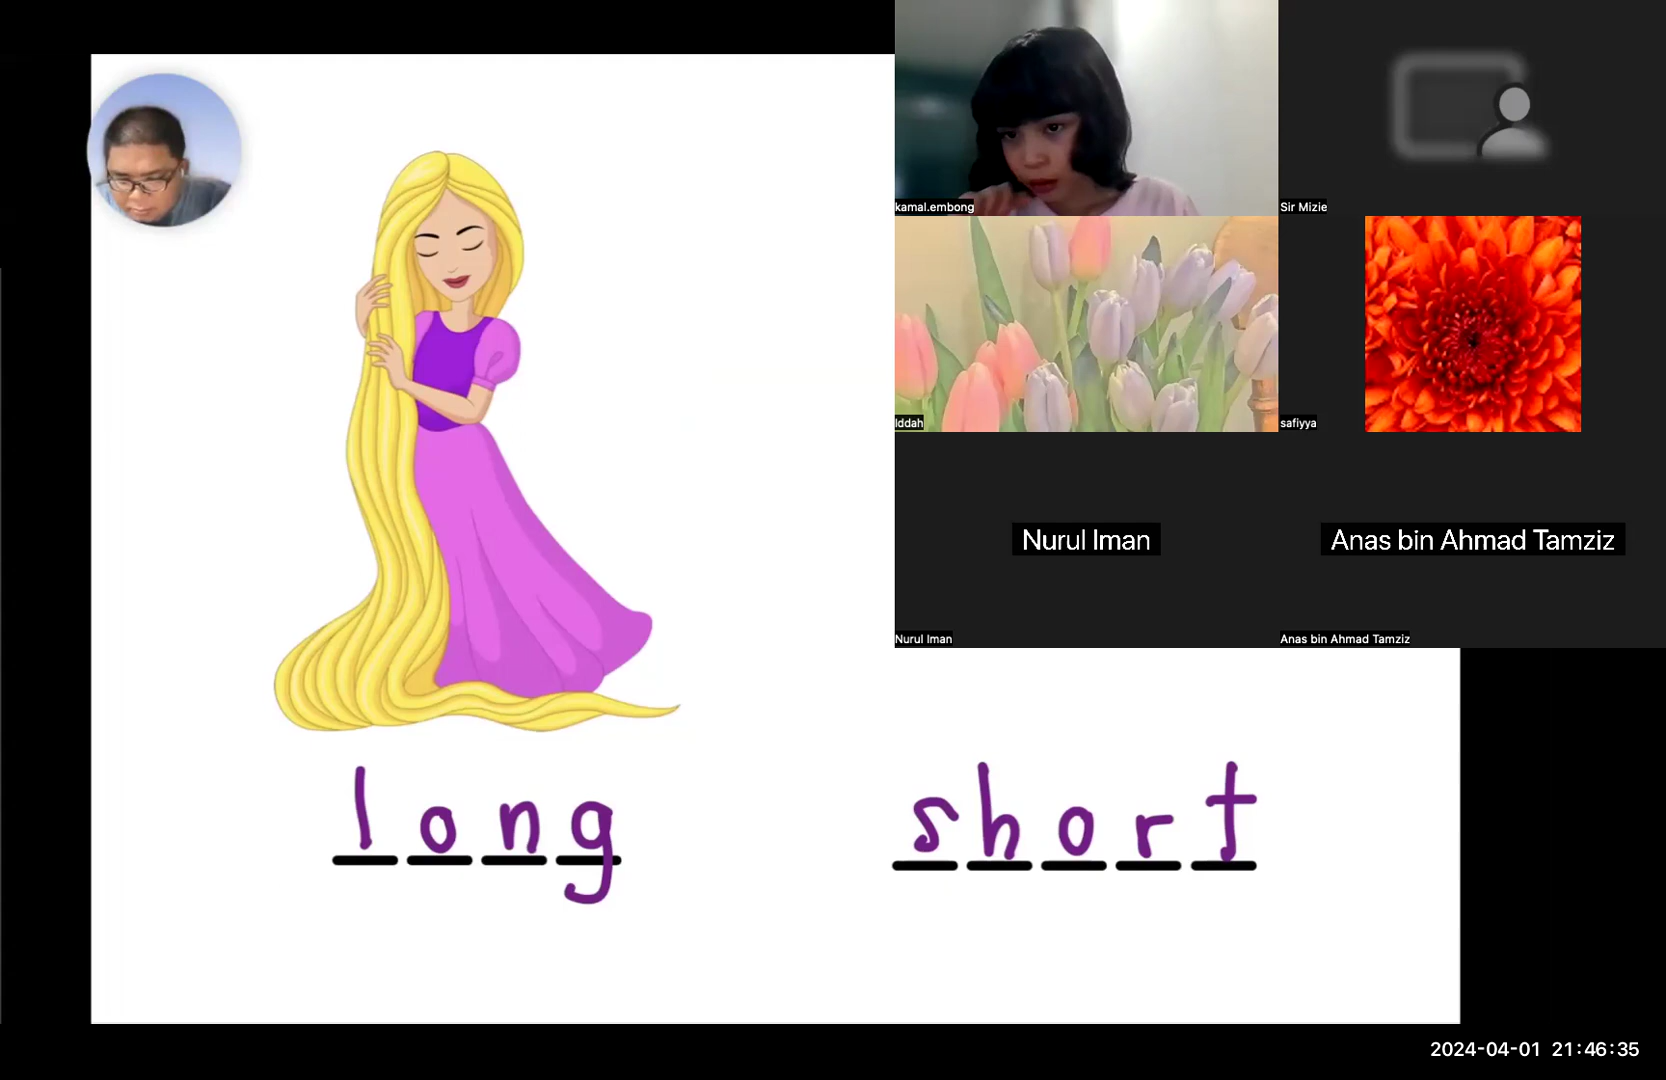 kamal.embong
Sir Mizie
Iddah
safiyya
Nurul Iman
Anas bin Ahmad Tamziz
Nurul Iman
Anas bin Ahmad Tamziz
long
short
2024-04-01 21:46:35